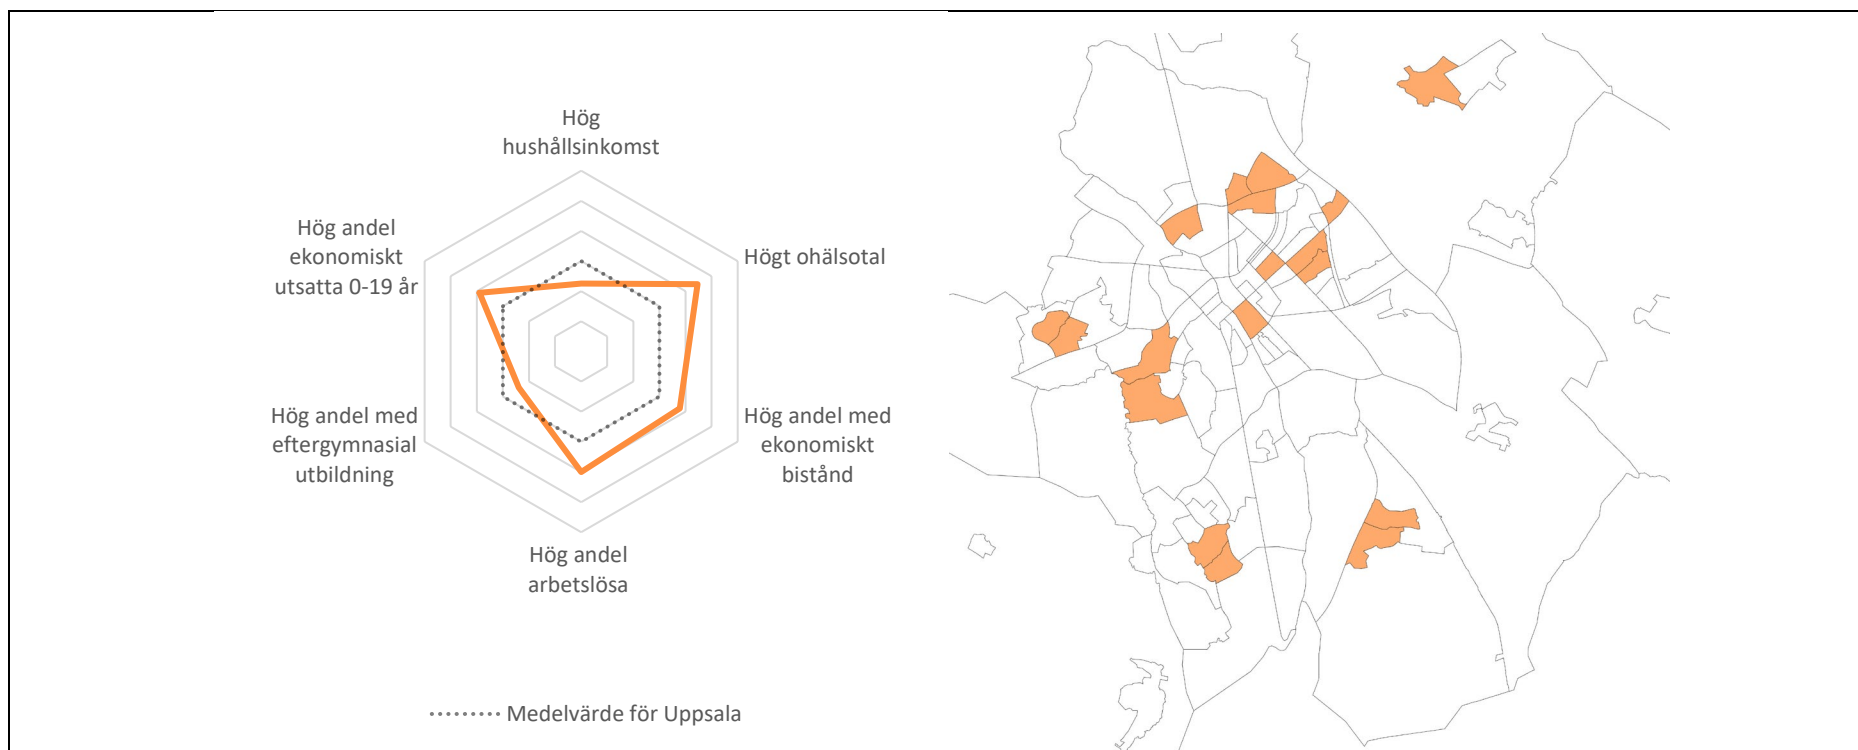 Hög
hushållsinkomst
Hög andel
ekonomiskt
utsatta 0-19 år
Högt ohälsotal
Hög andel med
eftergymnasial
utbildning
Hög andel med
ekonomiskt
bistånd
Hög andel
arbetslösa
Medelvärde för Uppsala